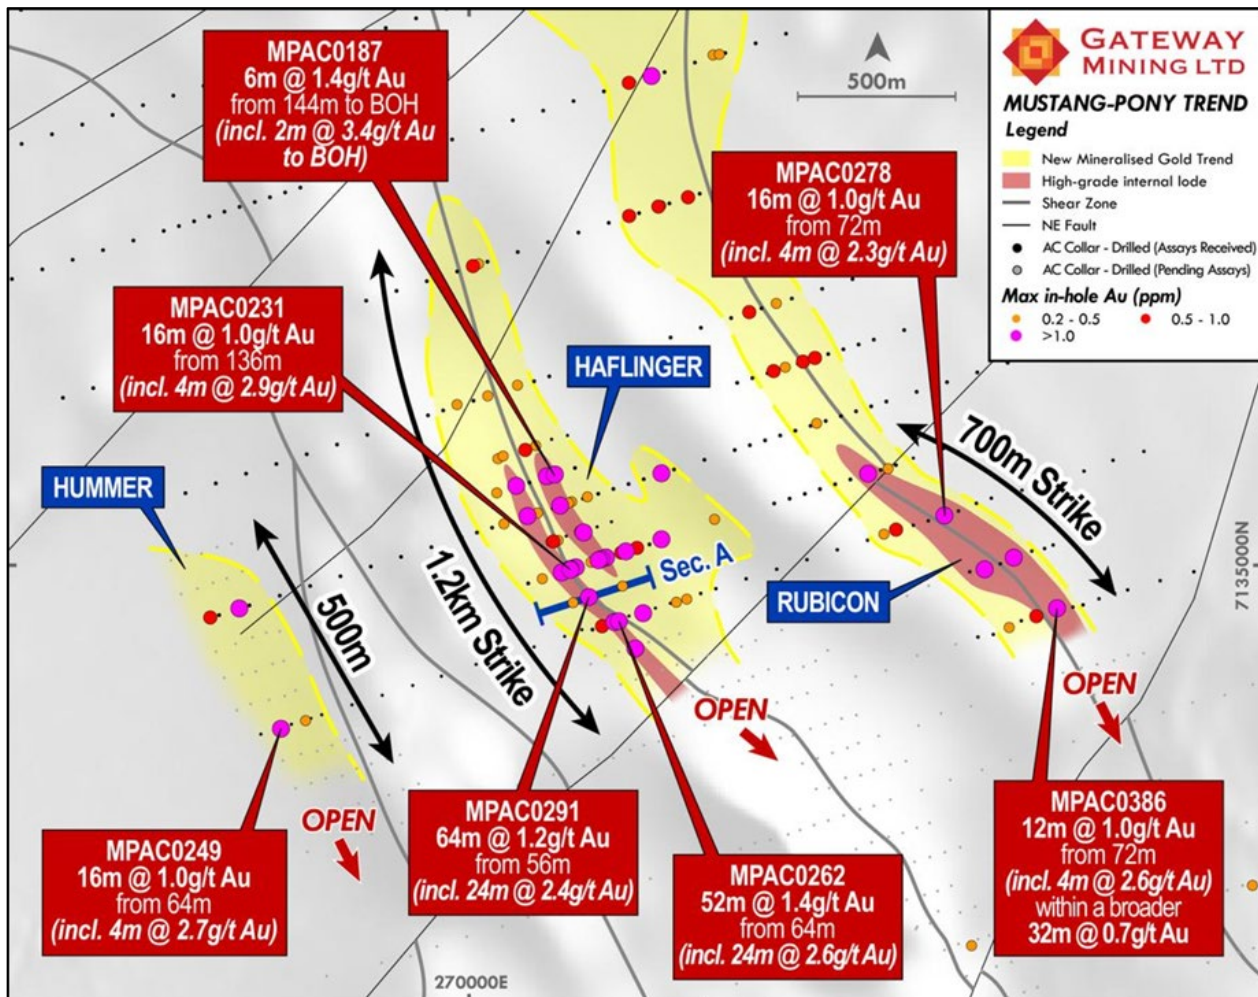 GATEWAY
MINING LTD
MUSTANG-PONY TREND
Legend
New Mineralised Gold Trend
High-grade internal lode
Shear Zone
NE Fault
AC Collar - Drilled (Assays Received)
AC Collar - Drilled (Pending Assays)
Max in-hole Au (ppm)
0.2 - 0.5
0.5 - 1.0
>1.0
500m
MPAC0187
6m @ 1.4g/t Au
from 144m to BOH
(incl. 2m @ 3.4g/t Au
to BOH)
MPAC0278
16m @ 1.0g/t Au
from 72m
(incl. 4m @ 2.3g/t Au)
MPAC0231
16m @ 1.0g/t Au
from 136m
(incl. 4m @ 2.9g/t Au)
HAFLINGER
HUMMER
700m Strike
1.2km Strike
500m
Sec. A
RUBICON
7135000N
OPEN
OPEN
OPEN
MPAC0249
16m @ 1.0g/t Au
from 64m
(incl. 4m @ 2.7g/t Au)
MPAC0291
64m @ 1.2g/t Au
from 56m
(incl. 24m @ 2.4g/t Au)
MPAC0262
52m @ 1.4g/t Au
from 64m
(incl. 24m @ 2.6g/t Au)
MPAC0386
12m @ 1.0g/t Au
from 72m
(incl. 4m @ 2.6g/t Au)
within a broader
32m @ 0.7g/t Au
270000E